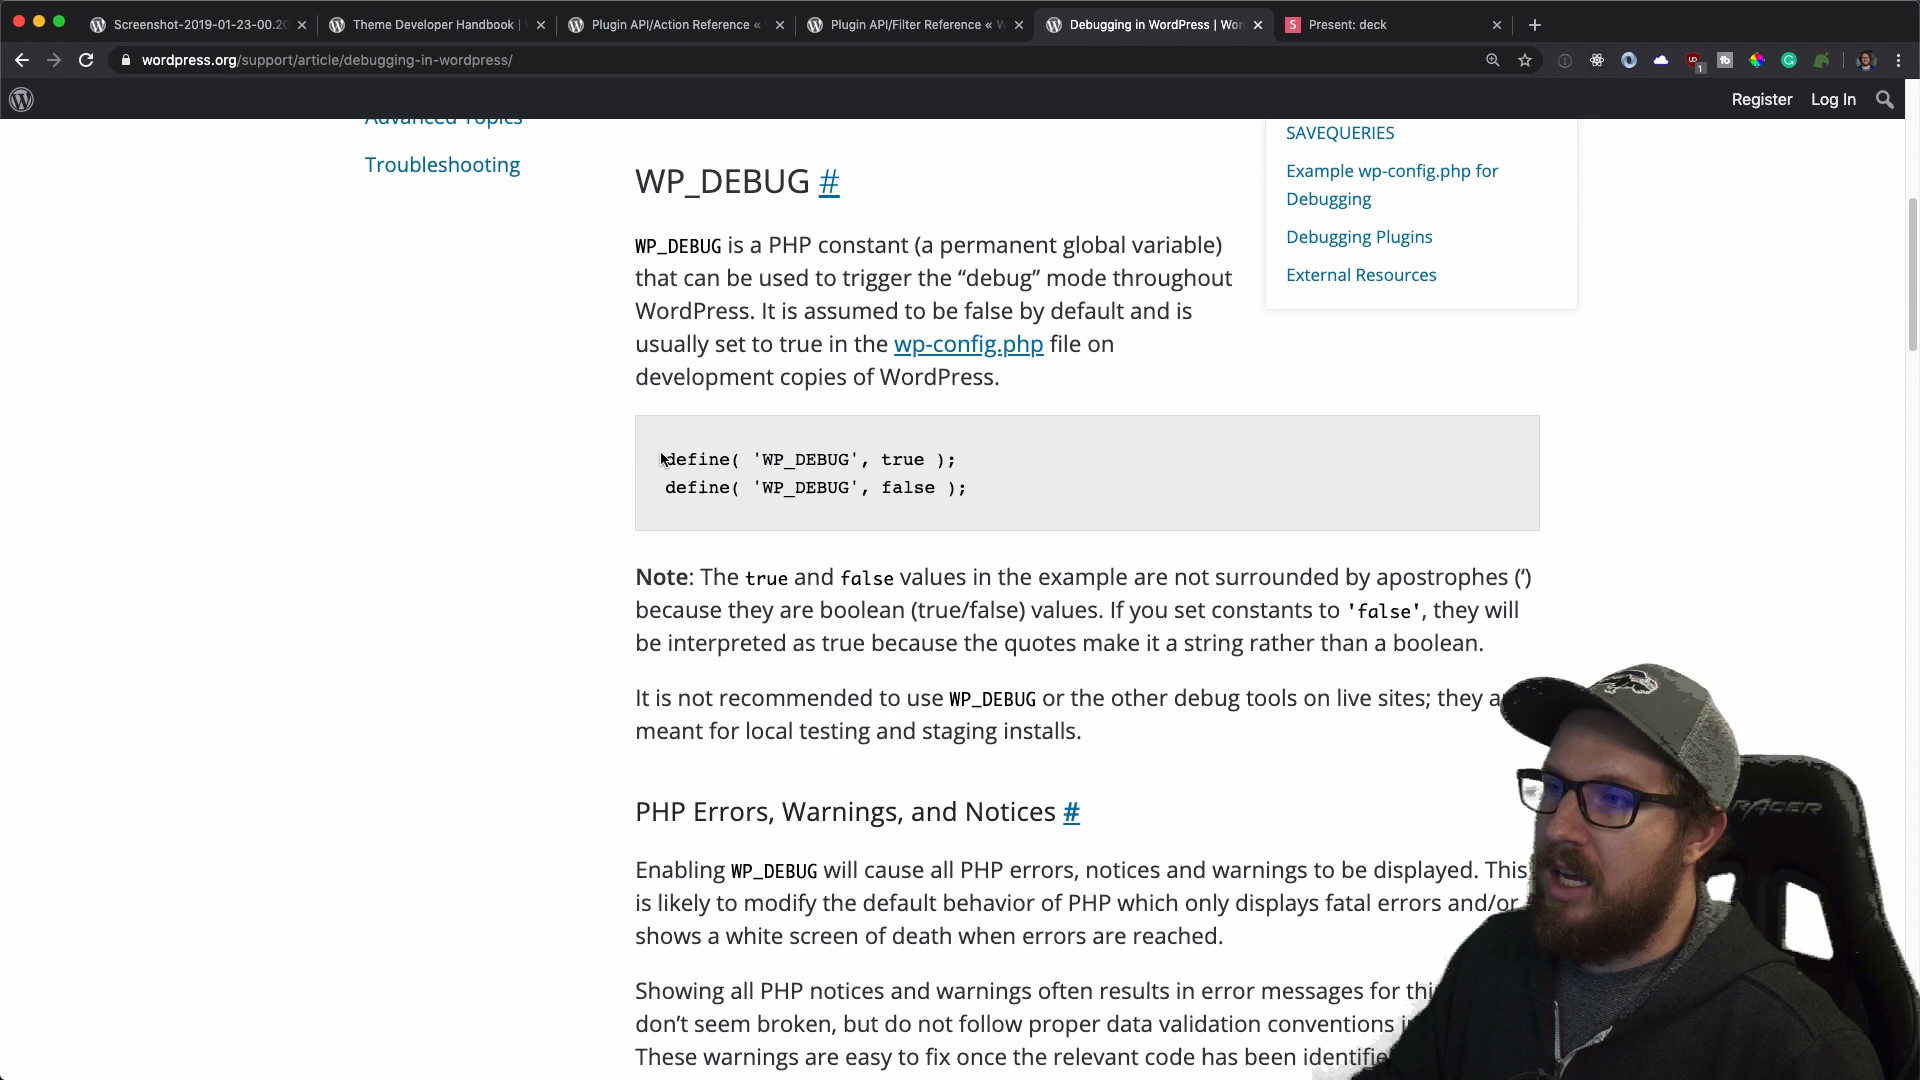 Screenshot-2019-01-23-00.20
Theme Developer Handbook |
Plugin API/Action Reference «
Plugin API/Filter Reference « W
Debugging in WordPress | Wor
S Present: deck
wordpress.org/support/article/debugging-in-wordpress/
Register Log In
Advanced Topics
Troubleshooting
SAVEQUERIES
Example wp-config.php for
Debugging
Debugging Plugins
External Resources
WP_DEBUG #
WP_DEBUG is a PHP constant (a permanent global variable)
that can be used to trigger the “debug” mode throughout
WordPress. It is assumed to be false by default and is
usually set to true in the wp-config.php file on
development copies of WordPress.
define( 'WP_DEBUG', true );
define( 'WP_DEBUG', false );
Note: The true and false values in the example are not surrounded by apostrophes (‘)
because they are boolean (true/false) values. If you set constants to 'false', they will
be interpreted as true because the quotes make it a string rather than a boolean.
It is not recommended to use WP_DEBUG or the other debug tools on live sites; they a
meant for local testing and staging installs.
PHP Errors, Warnings, and Notices #
Enabling WP_DEBUG will cause all PHP errors, notices and warnings to be displayed. This
is likely to modify the default behavior of PHP which only displays fatal errors and/or
shows a white screen of death when errors are reached.
Showing all PHP notices and warnings often results in error messages for thi
don’t seem broken, but do not follow proper data validation conventions i
These warnings are easy to fix once the relevant code has been identifie
RACER